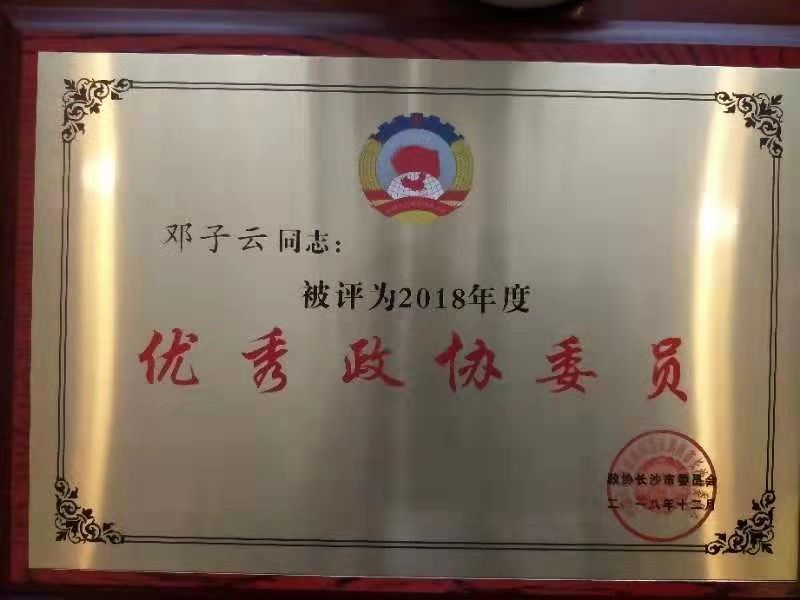 邓子云同志：
被评为2018年度
优秀政协委员
政协长沙市委员会
二〇一八年十二月